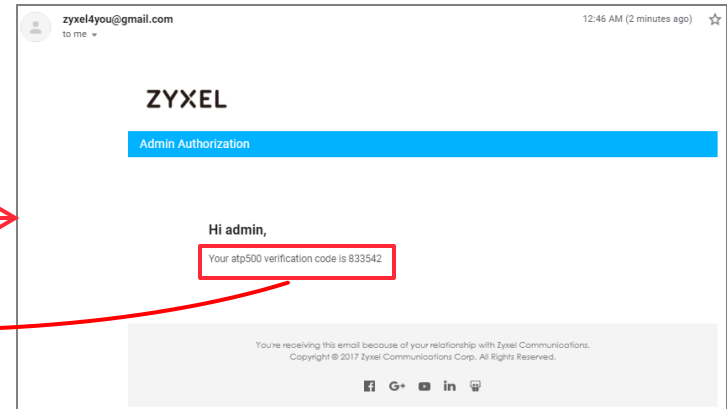 zyxel4you@gmail.com
12:46 AM (2 minutes ago)
to me
ZYXEL
Admin Authorization
Hi admin,
Your atp500 verification code is 833542
You're receiving this email because of your relationship with Zyxel Communications.
Copyright © 2017 Zyxel Communications Corp. All Rights Reserved.
f G+ in